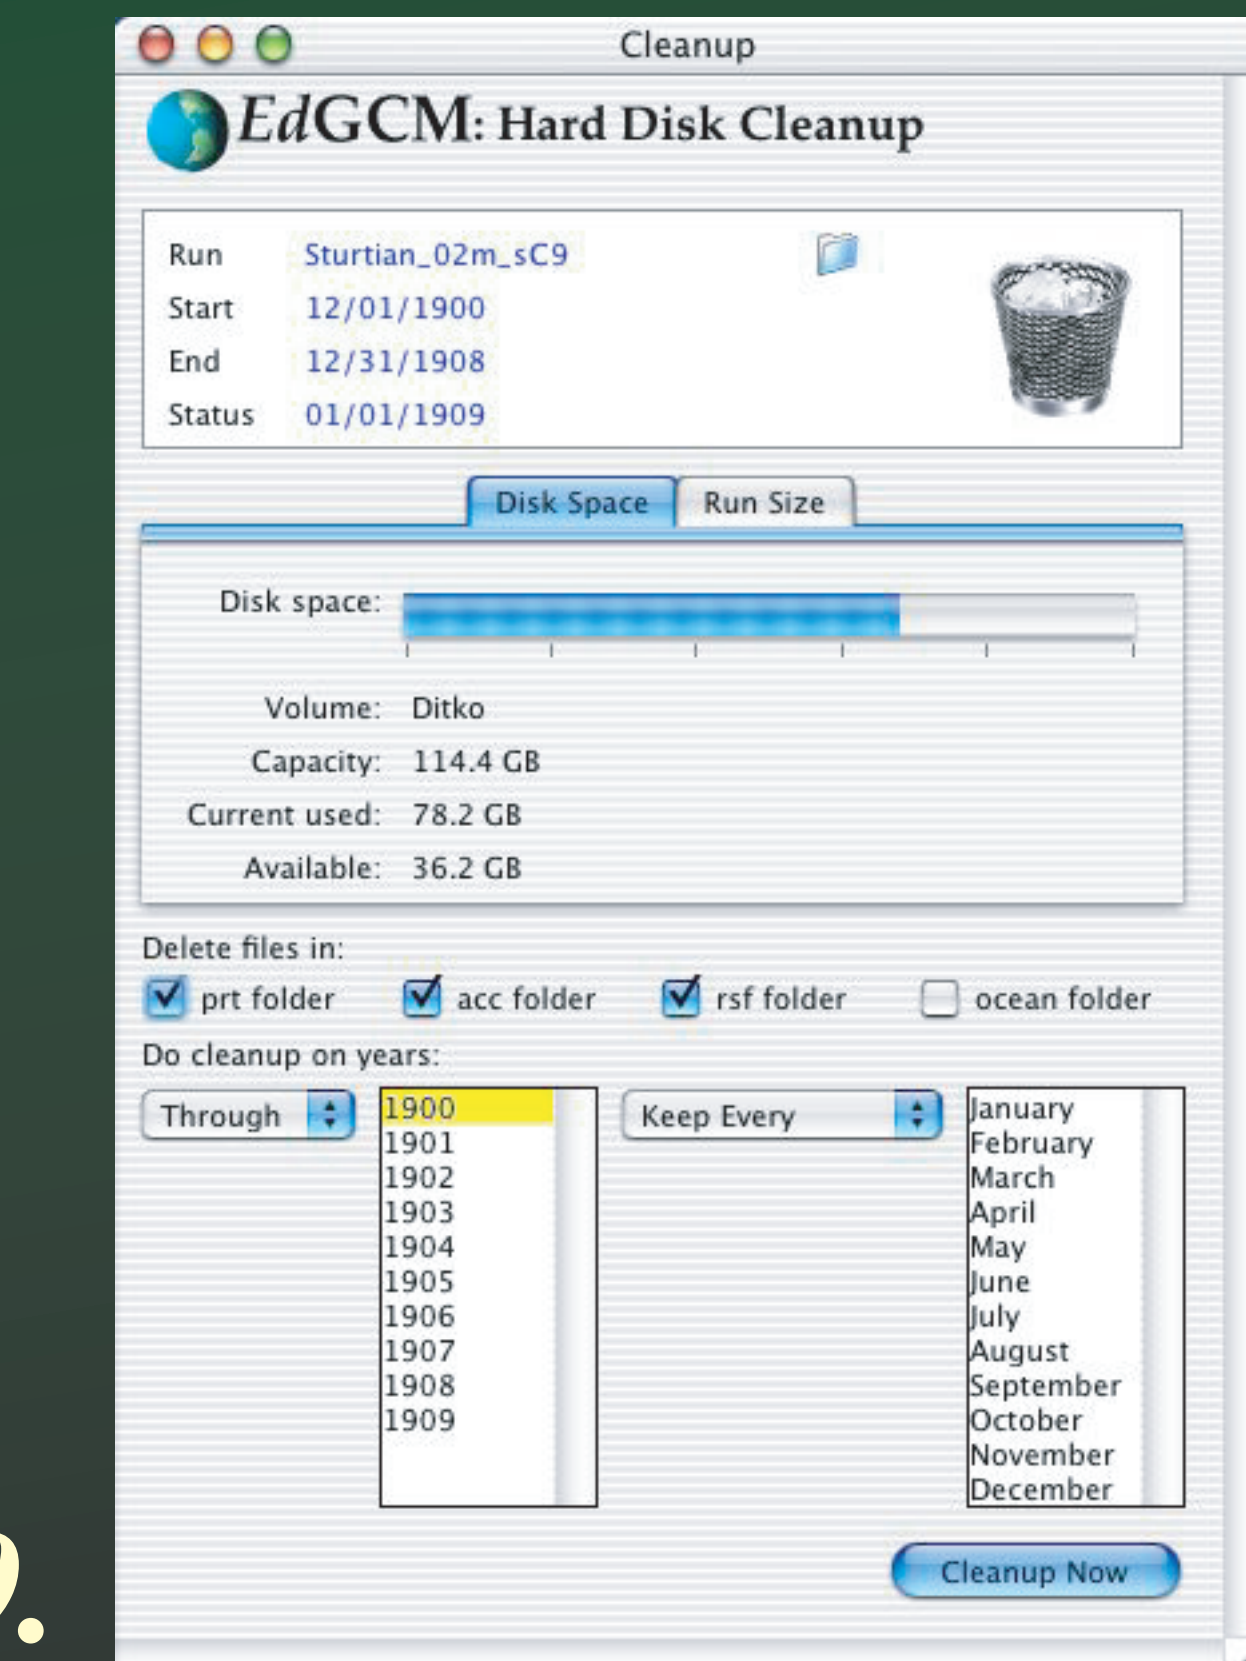 Cleanup
EdGCM: Hard Disk Cleanup
Run Sturtian_02m_sC9
Start 12/01/1900
End 12/31/1908
Status 01/01/1909
Disk Space Run Size
Disk space:
Volume: Ditko
Capacity: 114.4 GB
Current used: 78.2 GB
Available: 36.2 GB
Delete files in:
prt folder acc folder rsf folder ocean folder
Do cleanup on years:
Through
1900
1901
1902
1903
1904
1905
1906
1907
1908
1909
Keep Every
January
February
March
April
May
June
July
August
September
October
November
December
Cleanup Now